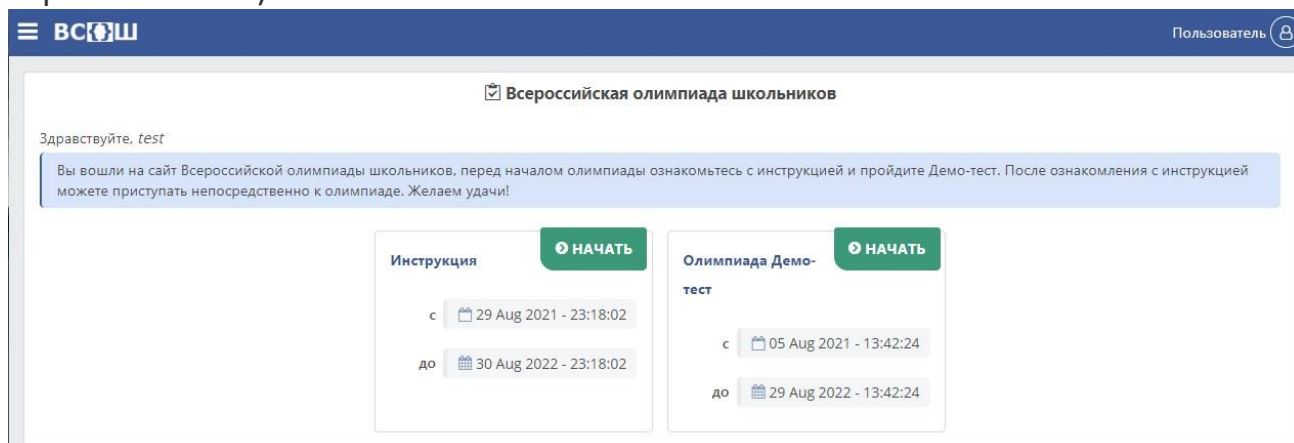 ВСОШ
Пользователь
Всероссийская олимпиада школьников
Здравствуйте, test
Вы вошли на сайт Всероссийской олимпиады школьников, перед началом олимпиады ознакомьтесь с инструкцией и пройдите Демо-тест. После ознакомления с инструкцией
можете приступать непосредственно к олимпиаде. Желаем удачи!
Инструкция
НАЧАТЬ
с 29 Aug 2021 - 23:18:02
до 30 Aug 2022 - 23:18:02
Олимпиада Демо-
тест
НАЧАТЬ
с 05 Aug 2021 - 13:42:24
до 29 Aug 2022 - 13:42:24